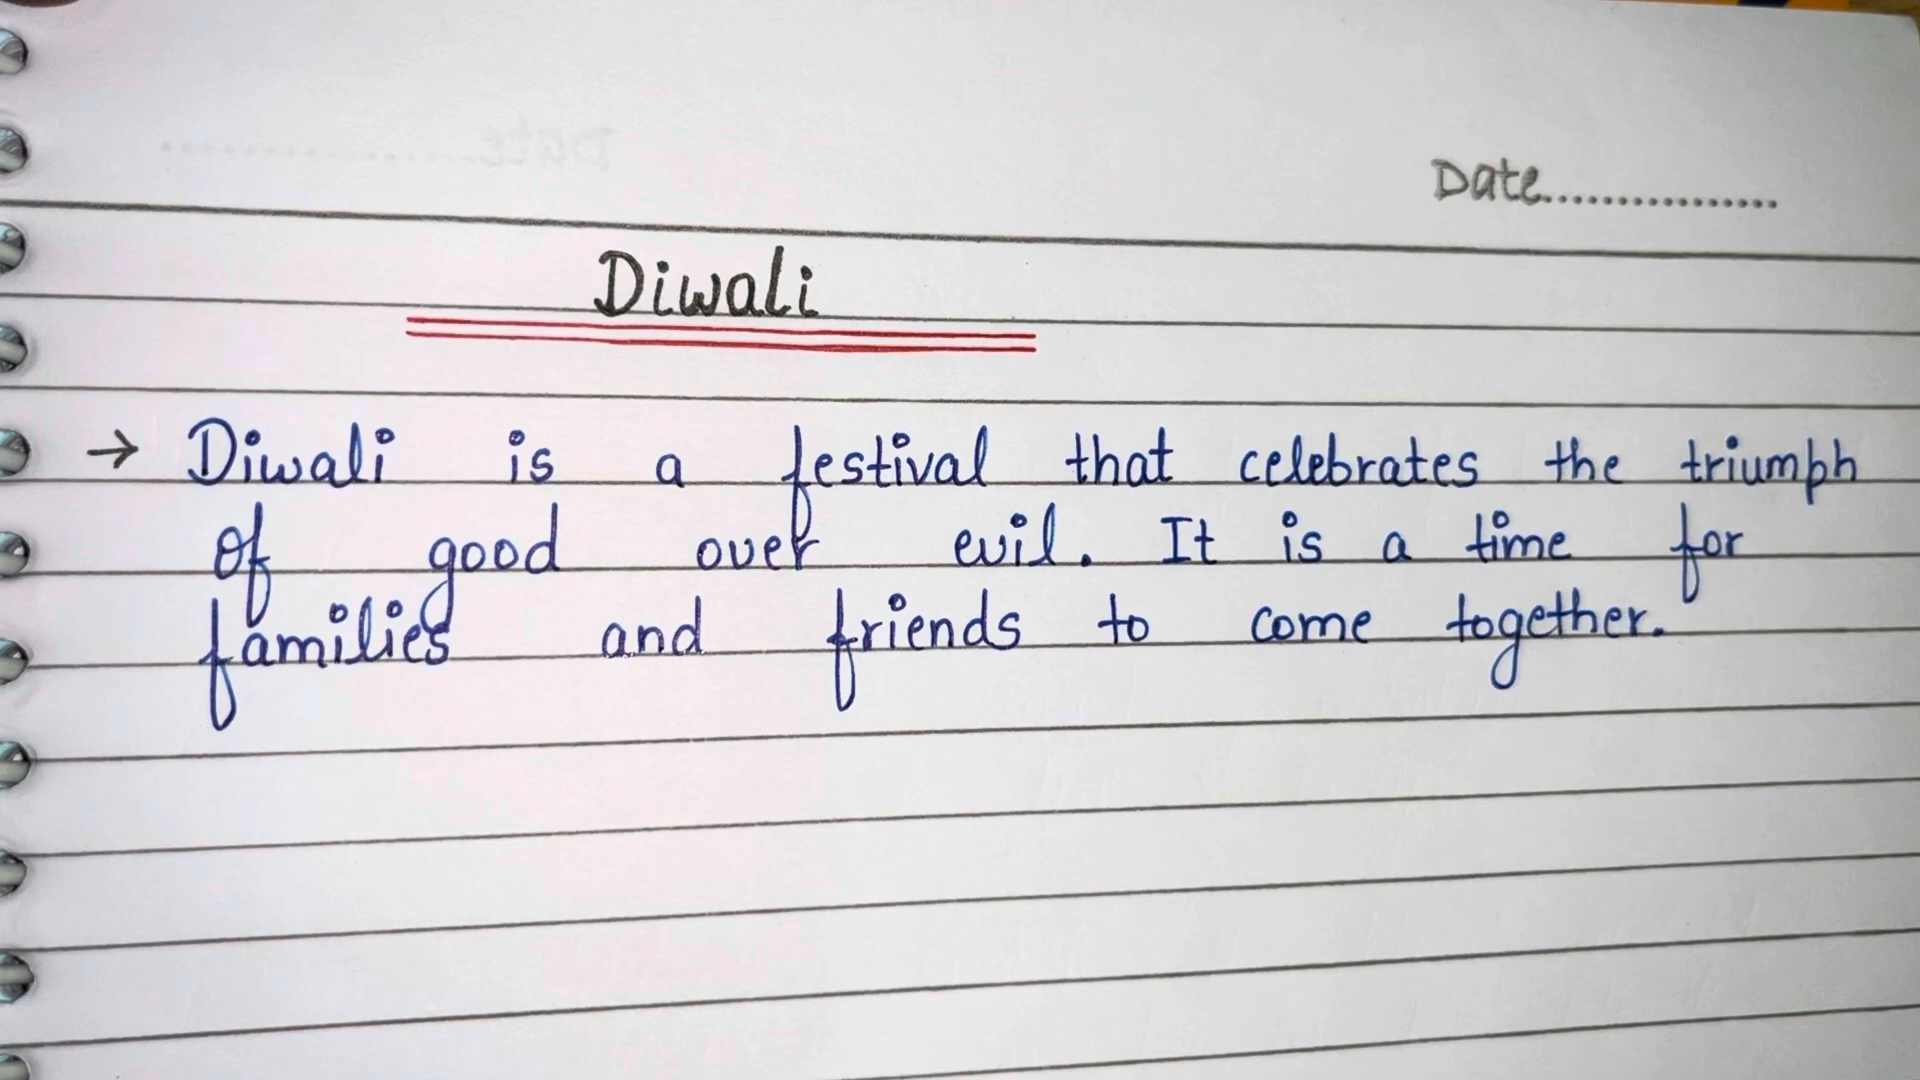 Date................
Diwali
→ Diwali is a festival that celebrates the triumph
of good over evil. It is a time for
families and friends to come together.